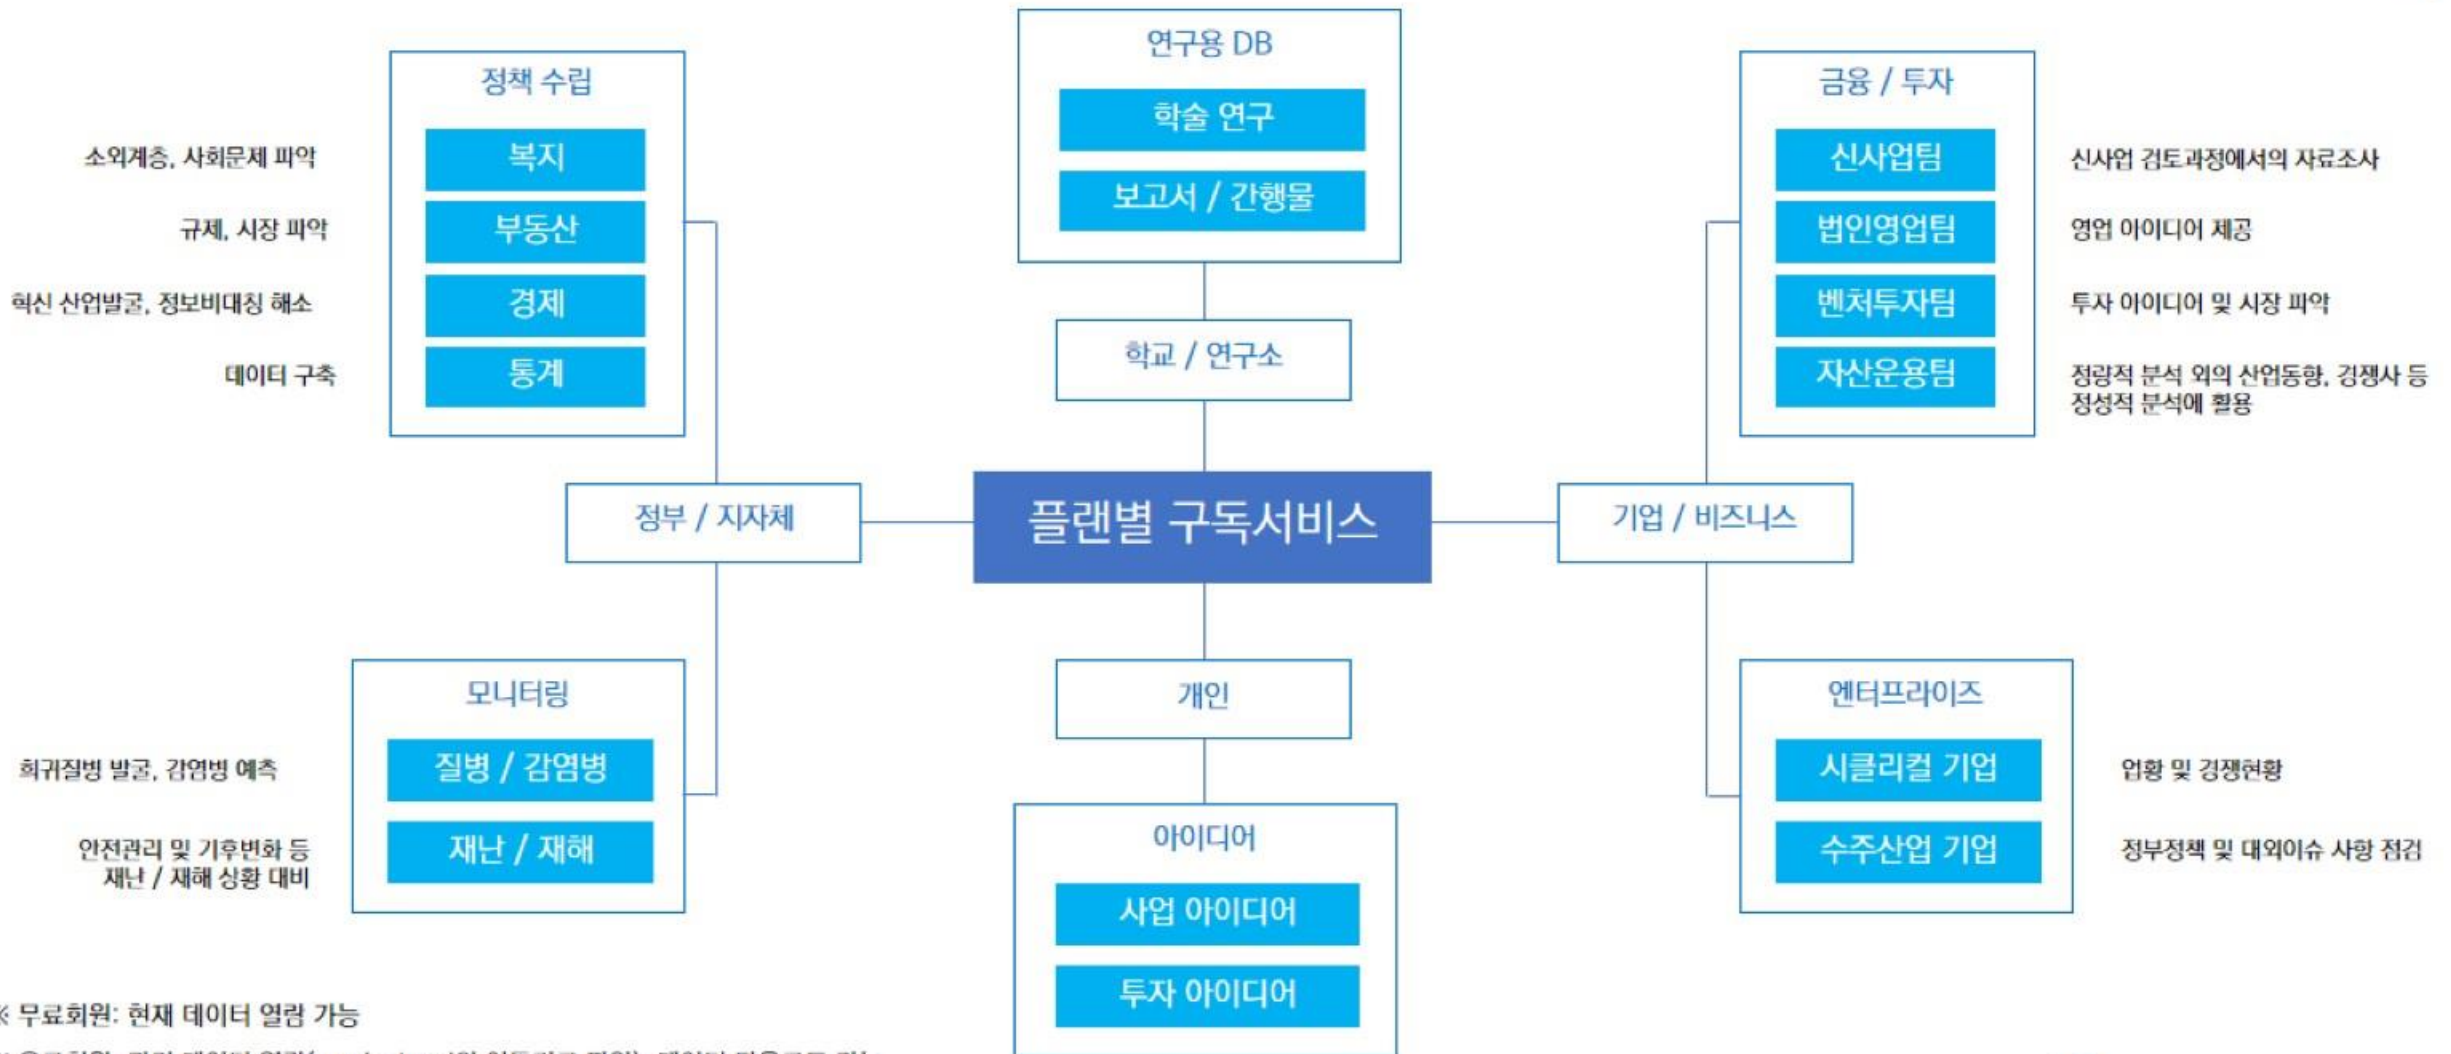 연구용 DB
학술 연구
보고서 / 간행물
학교 / 연구소
정책 수립
소외계층, 사회문제 파악
복지
규제, 시장 파악
부동산
혁신 산업발굴, 정보비대칭 해소
경제
데이터 구축
통계
금융 / 투자
신사업팀
신사업 검토과정에서의 자료조사
법인영업팀
영업 아이디어 제공
벤처투자팀
투자 아이디어 및 시장 파악
자산운용팀
정량적 분석 외의 산업동향, 경쟁사 등
정성적 분석에 활용
정부 / 지자체
플랜별 구독서비스
기업 / 비즈니스
모니터링
희귀질병 발굴, 감염병 예측
질병 / 감염병
안전관리 및 기후변화 등
재난 / 재해 상황 대비
재난 / 재해
개인
아이디어
사업 아이디어
투자 아이디어
엔터프라이즈
시클리컬 기업
업황 및 경쟁현황
수주산업 기업
정부정책 및 대외이슈 사항 점검
※ 무료회원: 현재 데이터 열람 가능